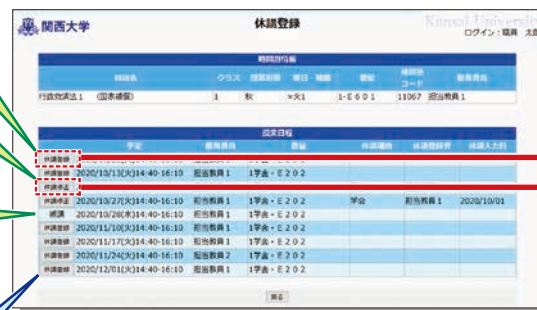 関西大学
休講登録
Kansai Universi
ログイン：職員 太郎
時間割情報
科目名 クラス 授業前後 曜日・時限 教室 時間割コード 担当教員
行政救済法１ （国家補償） 1 秋 ×火1 1-Ｅ６０１ 11067 担当教員１
授業日程
予定 担当教員 教室 休講種別 休講登録者 休講入力日
休講登録
休講登録 2020/10/13(火)14:40-16:10 担当教員１ 1学舎・Ｅ２０２
休講修正
休講修正 2020/10/27(火)14:40-16:10 担当教員１ 1学舎・Ｅ２０２ 学会 担当教員１ 2020/10/01
補講 2020/10/28(水)14:40-16:10 担当教員１ 1学舎・Ｅ２０２
休講登録 2020/11/10(火)14:40-16:10 担当教員１ 1学舎・Ｅ２０２
休講登録 2020/11/17(火)14:40-16:10 担当教員１ 1学舎・Ｅ２０２
休講登録 2020/11/24(火)14:40-16:10 担当教員２ 1学舎・Ｅ２０２
休講登録 2020/12/01(火)14:40-16:10 担当教員１ 1学舎・Ｅ２０２
戻る